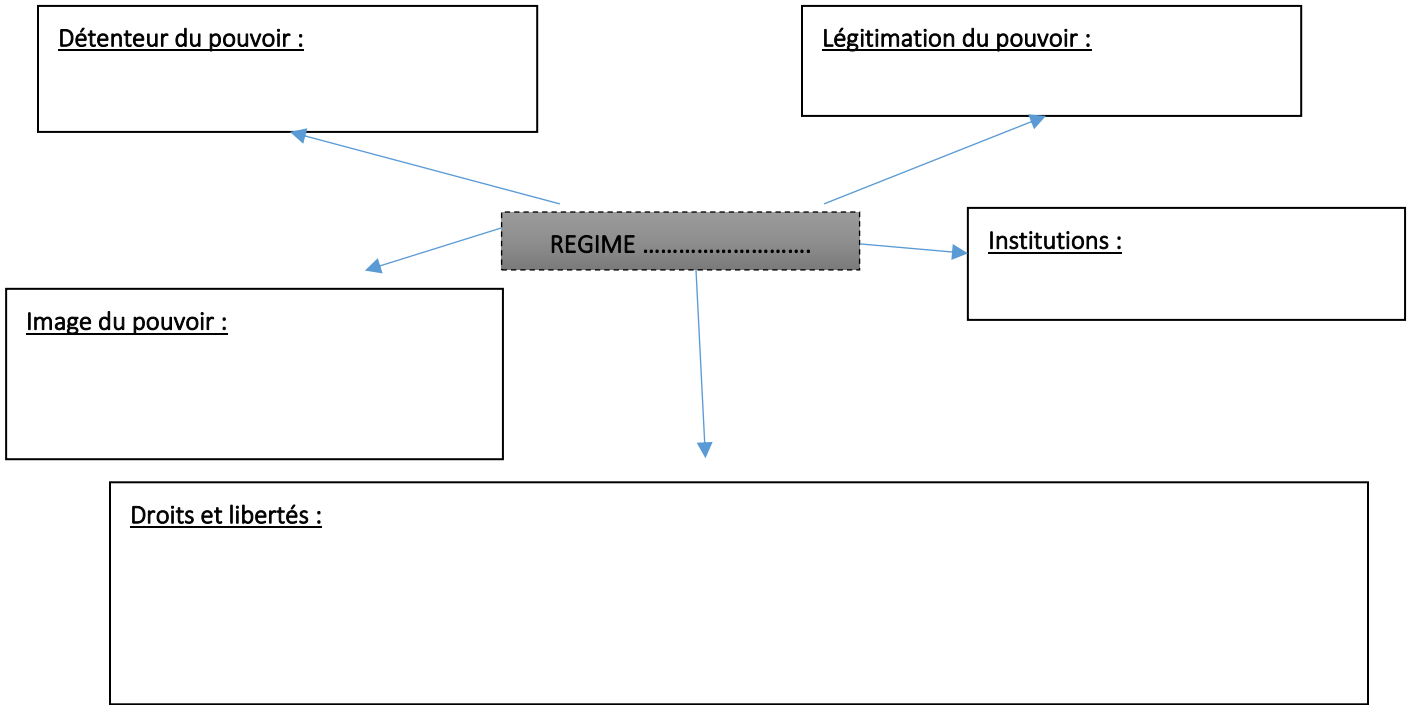 Détenteur du pouvoir :
Légitimation du pouvoir :
REGIME ……………………….
Institutions :
Image du pouvoir :
Droits et libertés :